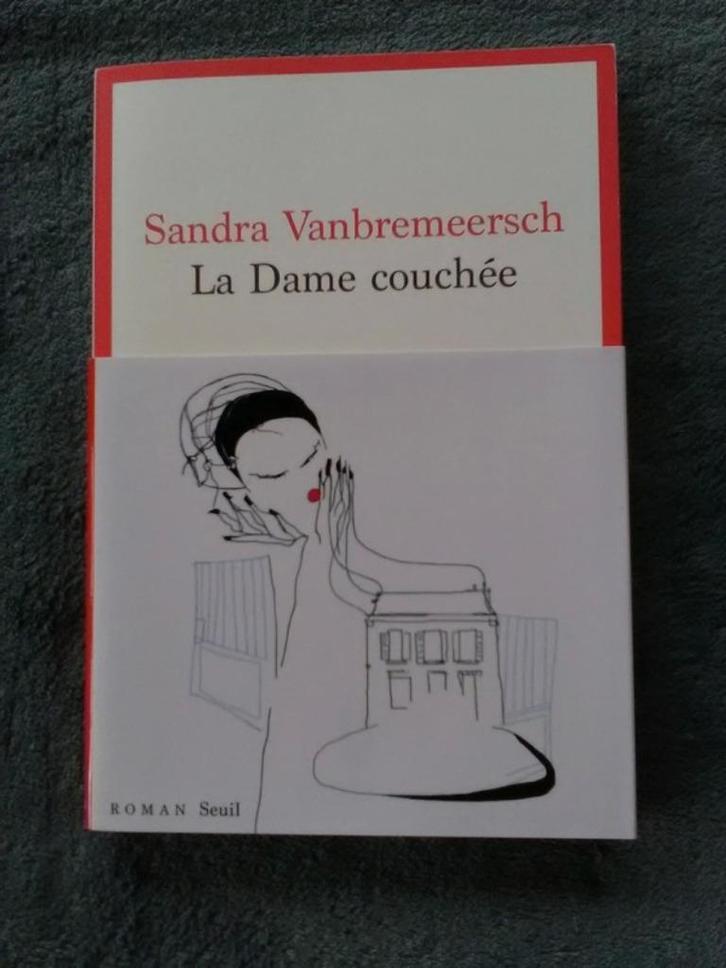 Sandra Vanbremeersch
La Dame couchée
ROMAN Seuil